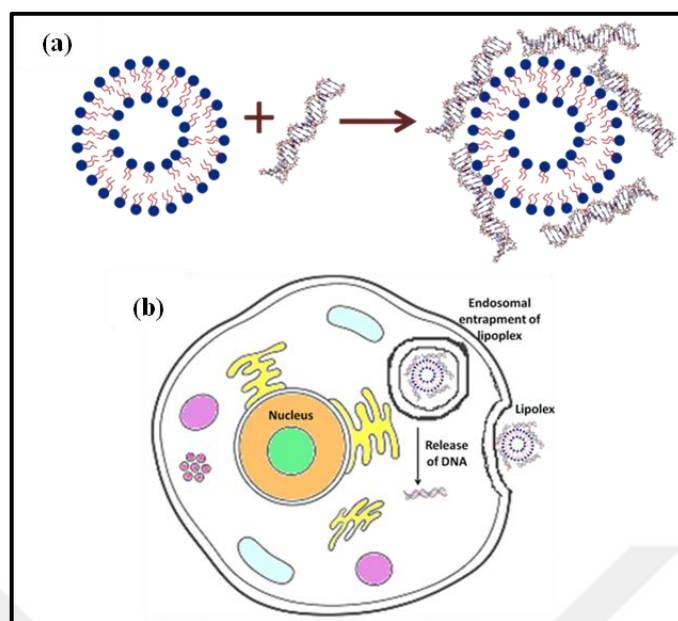 (a)
(b)
Endosomal
entrapment of
lipoplex
Nucleus
Lipolex
Release
of DNA